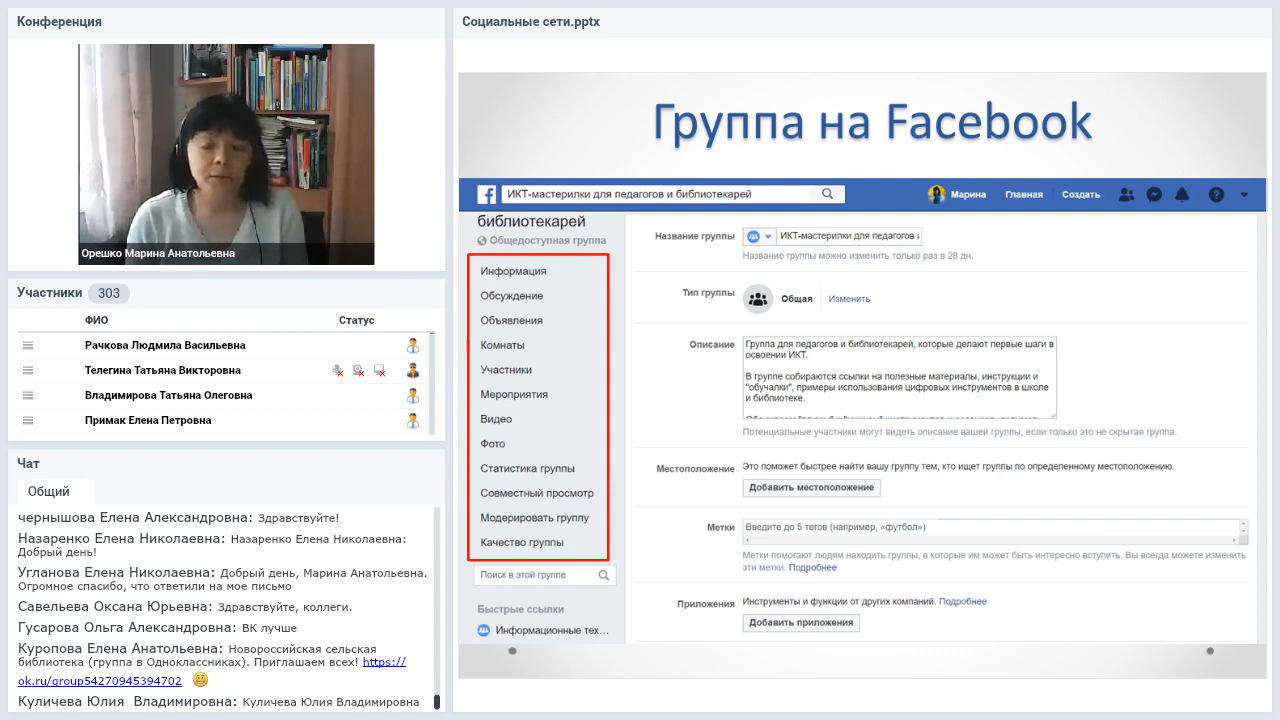 Конференция
Орешко Марина Анатольевна
Участники 303
ФИО Статус
Рачкова Людмила Васильевна
Телегина Татьяна Викторовна
Владимирова Татьяна Олеговна
Примак Елена Петровна
Чат
Общий
чернышова Елена Александровна: Здравствуйте!
Назаренко Елена Николаевна: Назаренко Елена Николаевна:
Добрый день!
Угланова Елена Николаевна: Добрый день, Марина Анатольевна.
Огромное спасибо, что ответили на мое письмо
Савельева Оксана Юрьевна: Здравствуйте, коллеги.
Гусарова Ольга Александровна: ВК лучше
Куропова Елена Анатольевна: Новороссийская сельская
библиотека (группа в Одноклассниках). Приглашаем всех! https://
ok.ru/group54270945394702
Куличева Юлия Владимировна: Куличева Юлия Владимировна
Социальные сети.pptx
Группа на Facebook
ИКТ-мастерилки для педагогов и библиотекарей
Марина Главная Создать
библиотекарей
Общедоступная группа
Информация
Обсуждение
Объявления
Комнаты
Участники
Мероприятия
Видео
Фото
Статистика группы
Совместный просмотр
Модерировать группу
Качество группы
Поиск в этой группе
Быстрые ссылки
Информационные тех...
Название группы ИКТ-мастерилки для педагогов
Название группы можно изменить только раз в 28 дн.
Тип группы Общая Изменить
Описание Группа для педагогов и библиотекарей, которые делают первые шаги в
освоении ИКТ.
В группе собираются ссылки на полезные материалы, инструкции и
"обучалки", примеры использования цифровых инструментов в школе
и библиотеке.
Потенциальные участники могут видеть описание вашей группы, если только это не скрытая группа.
Местоположение Это поможет быстрее найти вашу группу тем, кто ищет группы по определенному местоположению.
Добавить местоположение
Метки Введите до 5 тегов (например, «футбол»)
Метки помогают людям находить группы, в которые им может быть интересно вступить. Вы всегда можете изменить
эти метки. Подробнее
Приложения Инструменты и функции от других компаний. Подробнее
Добавить приложения